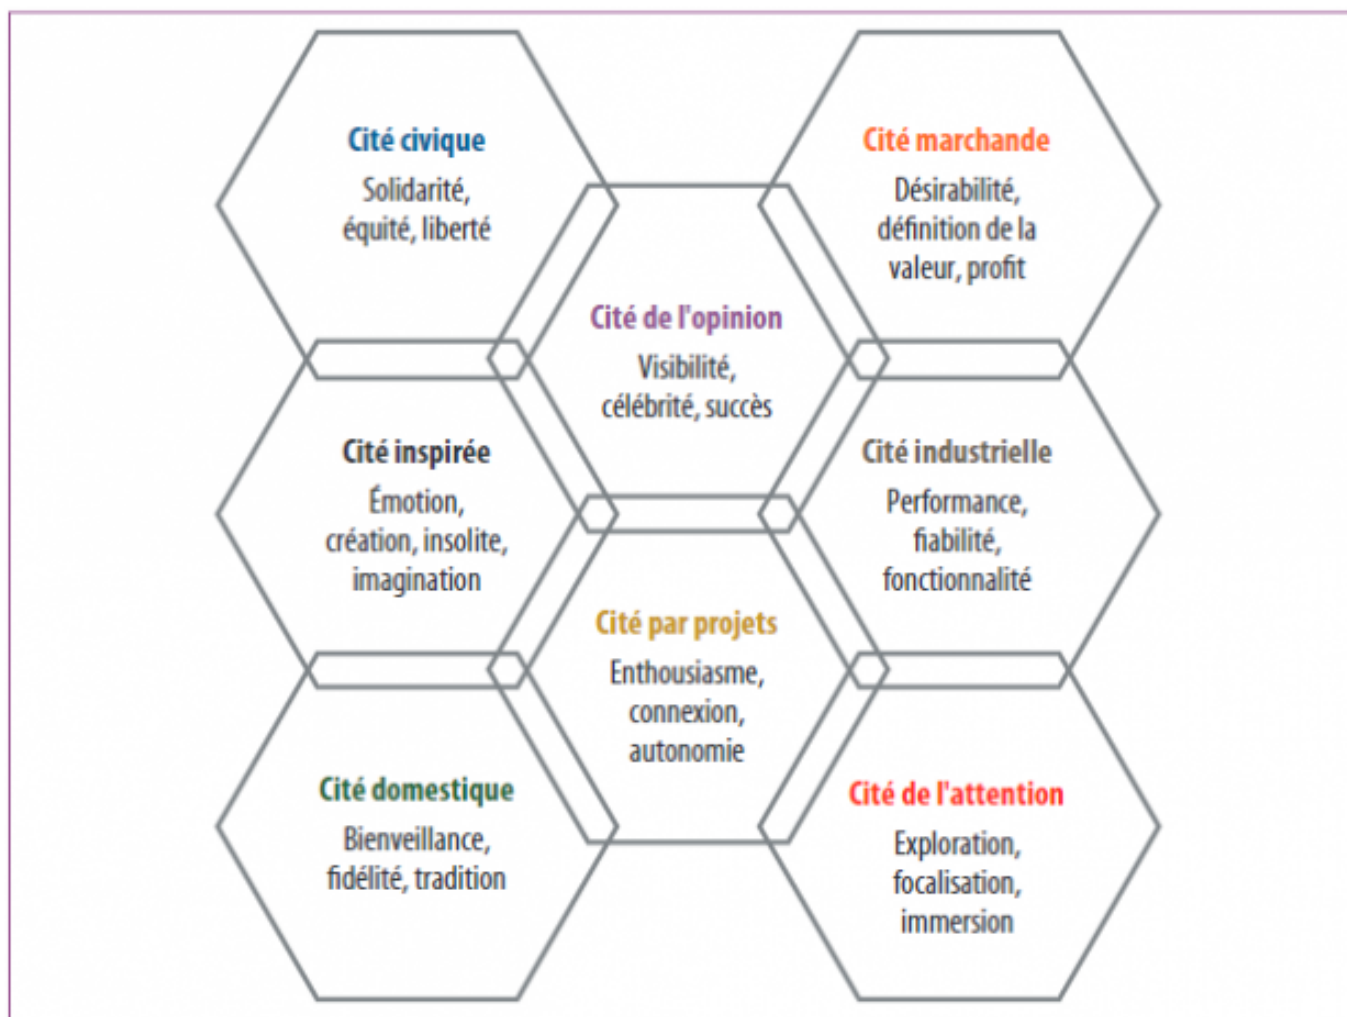 Cité civique
Solidarité,
équité, liberté
Cité marchande
Désirabilité,
définition de la
valeur, profit
Cité de l'opinion
Visibilité,
célébrité, succès
Cité inspirée
Émotion,
création, insolite,
imagination
Cité industrielle
Performance,
fiabilité,
fonctionnalité
Cité par projets
Enthousiasme,
connexion,
autonomie
Cité domestique
Bienveillance,
fidélité, tradition
Cité de l'attention
Exploration,
focalisation,
immersion